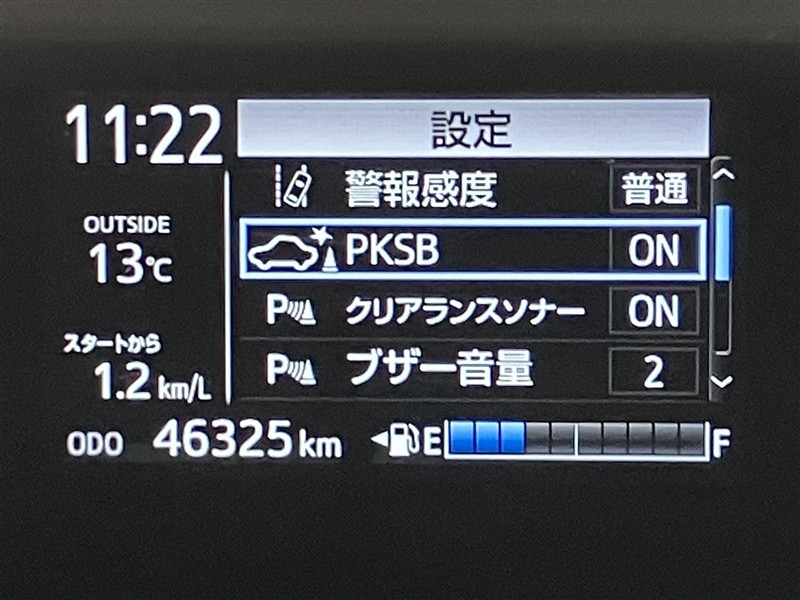 11:22
設定
警報感度 普通
OUTSIDE
13℃
PKSB ON
P クリアランスソナー ON
スタートから
1.2 km/L
P ブザー音量 2
ODO 46325 km
E F